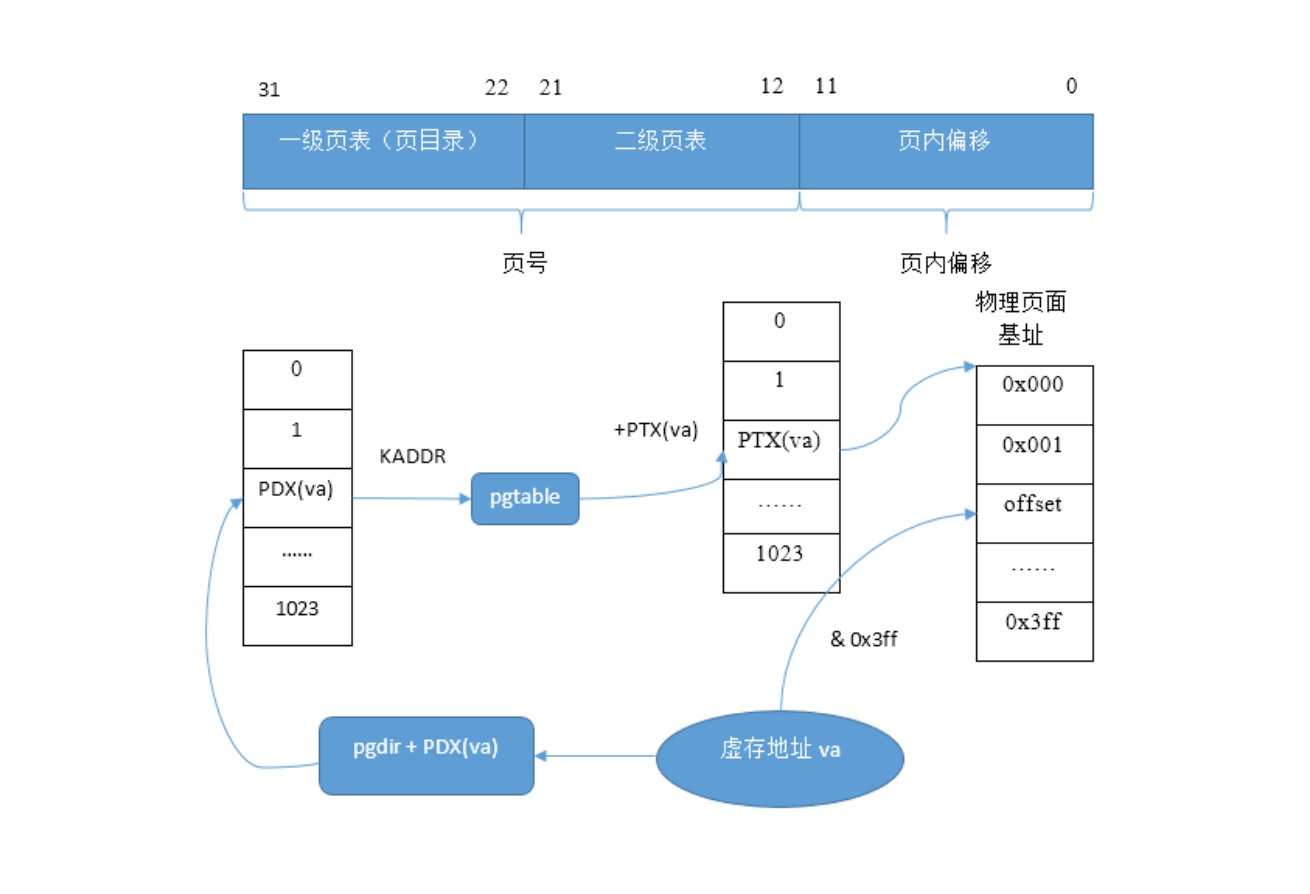 31 22 21 12 11 0
一级页表（页目录） 二级页表 页内偏移
页号 页内偏移
物理页面
基址
0
1
PDX(va)
......
1023
KADDR
pgtable
+PTX(va)
0
1
PTX(va)
……
1023
0x000
0x001
offset
……
0x3ff
& 0x3ff
pgdir + PDX(va)
虚存地址 va